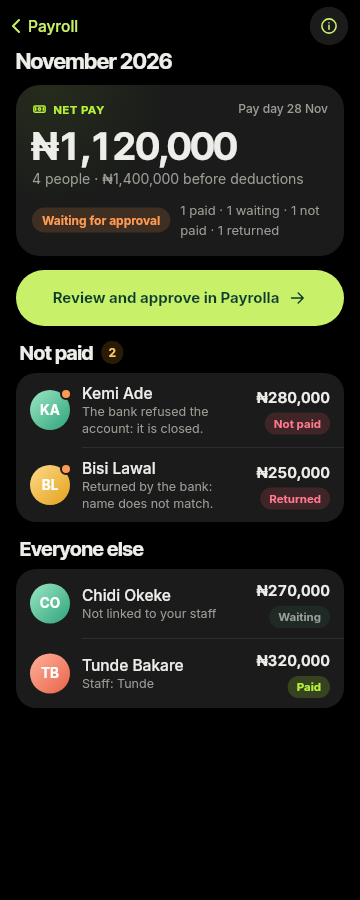 Payroll
November 2026
NET PAY
Pay day 28 Nov
₦1,120,000
4 people · ₦1,400,000 before deductions
Waiting for approval
1 paid · 1 waiting · 1 not
paid · 1 returned
Review and approve in Payrolla →
Not paid 2
KA
Kemi Ade
The bank refused the
account: it is closed.
₦280,000
Not paid
BL
Bisi Lawal
Returned by the bank:
name does not match.
₦250,000
Returned
Everyone else
CO
Chidi Okeke
Not linked to your staff
₦270,000
Waiting
TB
Tunde Bakare
Staff: Tunde
₦320,000
Paid